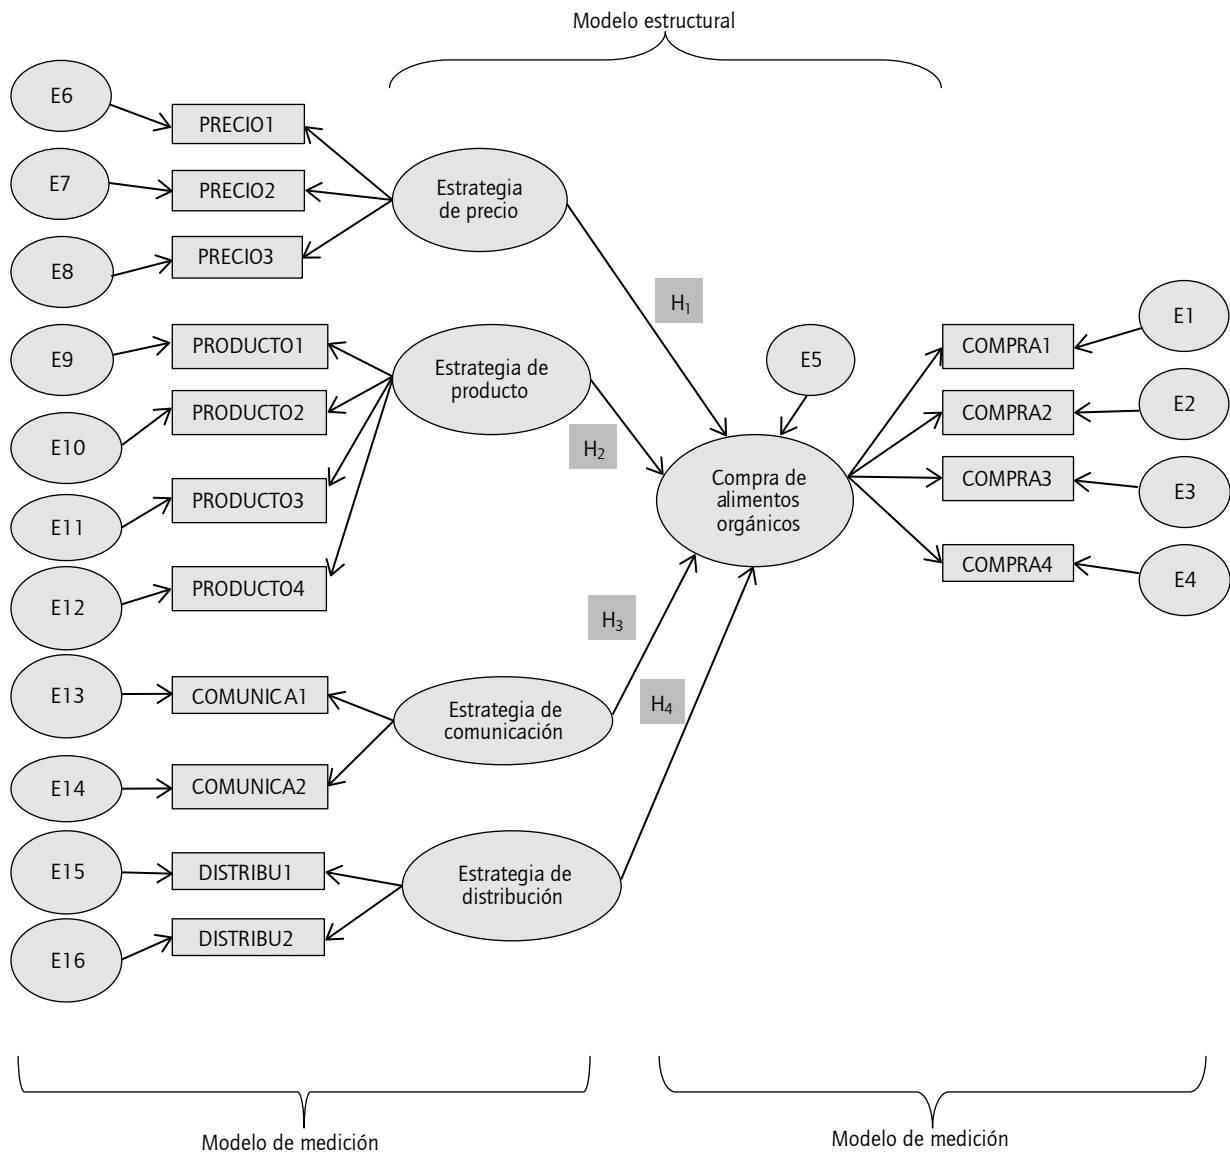 Modelo estructural
E6
PRECIO1
E7
PRECIO2
E8
PRECIO3
Estrategia
de precio
H1
E9
PRODUCTO1
E10
PRODUCTO2
E11
PRODUCTO3
E12
PRODUCTO4
Estrategia de
producto
H2
E5
Compra de
alimentos
orgánicos
COMPRA1
E1
COMPRA2
E2
COMPRA3
E3
COMPRA4
E4
H3
E13
COMUNICA1
E14
COMUNICA2
Estrategia de
comunicación
H4
E15
DISTRIBU1
E16
DISTRIBU2
Estrategia de
distribución
Modelo de medición
Modelo de medición